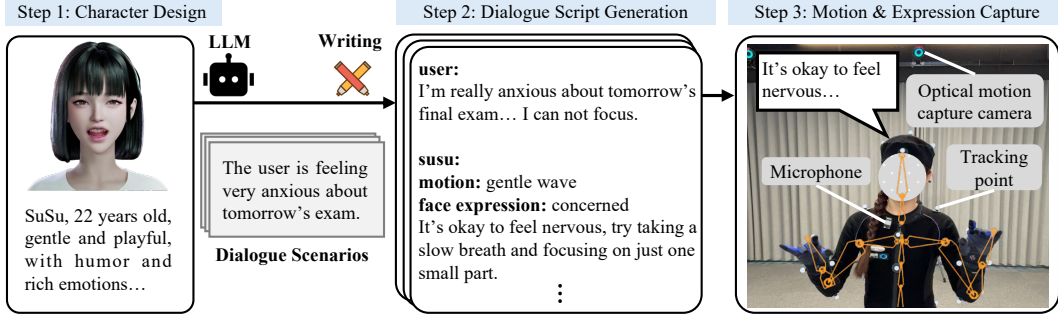 Step 1: Character Design
Step 2: Dialogue Script Generation
Step 3: Motion & Expression Capture
SuSu, 22 years old,
gentle and playful,
with humor and
rich emotions…
LLM
Writing
The user is feeling
very anxious about
tomorrow's exam.
Dialogue Scenarios
user:
I'm really anxious about tomorrow's
final exam… I can not focus.
susu:
motion: gentle wave
face expression: concerned
It's okay to feel nervous, try taking a
slow breath and focusing on just one
small part.
⋮
It's okay to feel
nervous…
Optical motion
capture camera
Microphone
Tracking
point